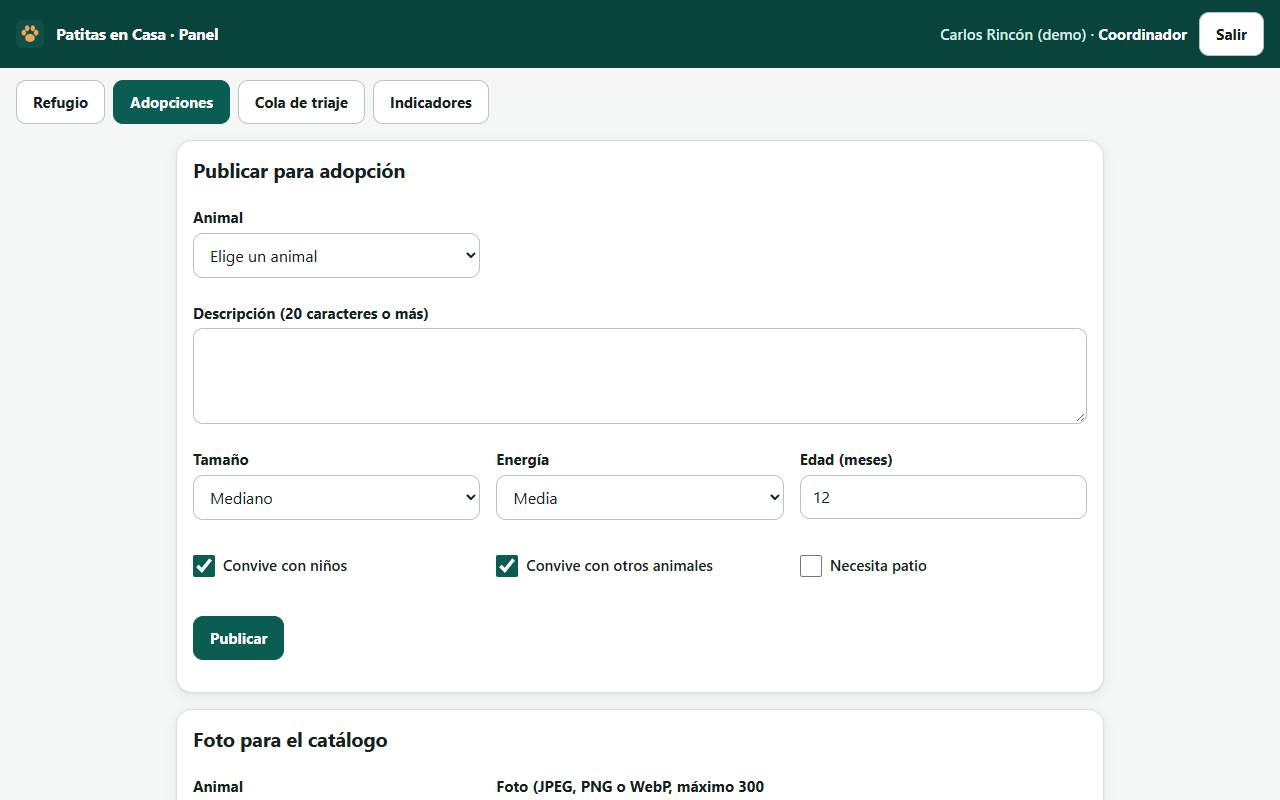 Patitas en Casa · Panel
Carlos Rincón (demo) · Coordinador
Salir
Refugio
Adopciones
Cola de triaje
Indicadores
Publicar para adopción
Animal
Elige un animal
Descripción (20 caracteres o más)
Tamaño
Energía
Edad (meses)
Mediano
Media
12
Convive con niños
Convive con otros animales
Necesita patio
Publicar
Foto para el catálogo
Animal
Foto (JPEG, PNG o WebP, máximo 300